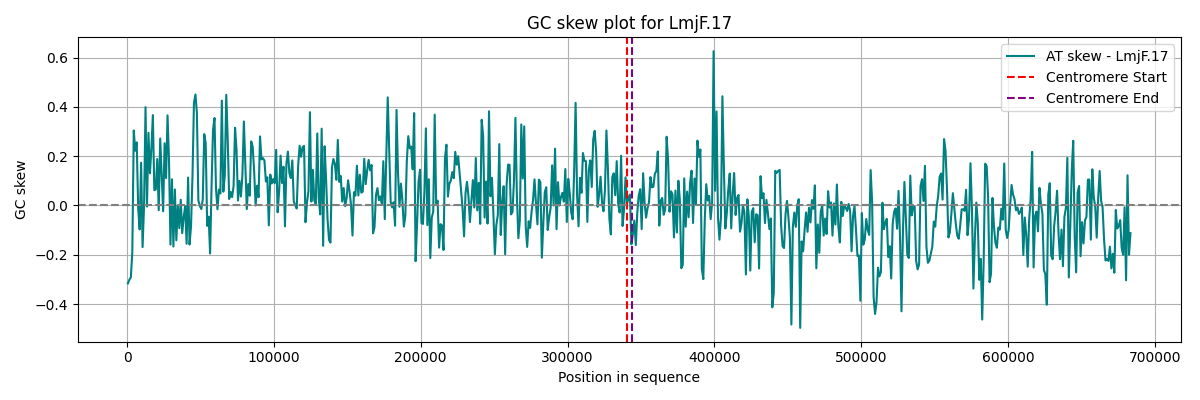 GC skew plot for LmjF.17
GC skew
0.6
0.4
0.2
0.0
−0.2
−0.4
AT skew - LmjF.17
Centromere Start
Centromere End
0
100000
200000
300000
400000
500000
600000
700000
Position in sequence